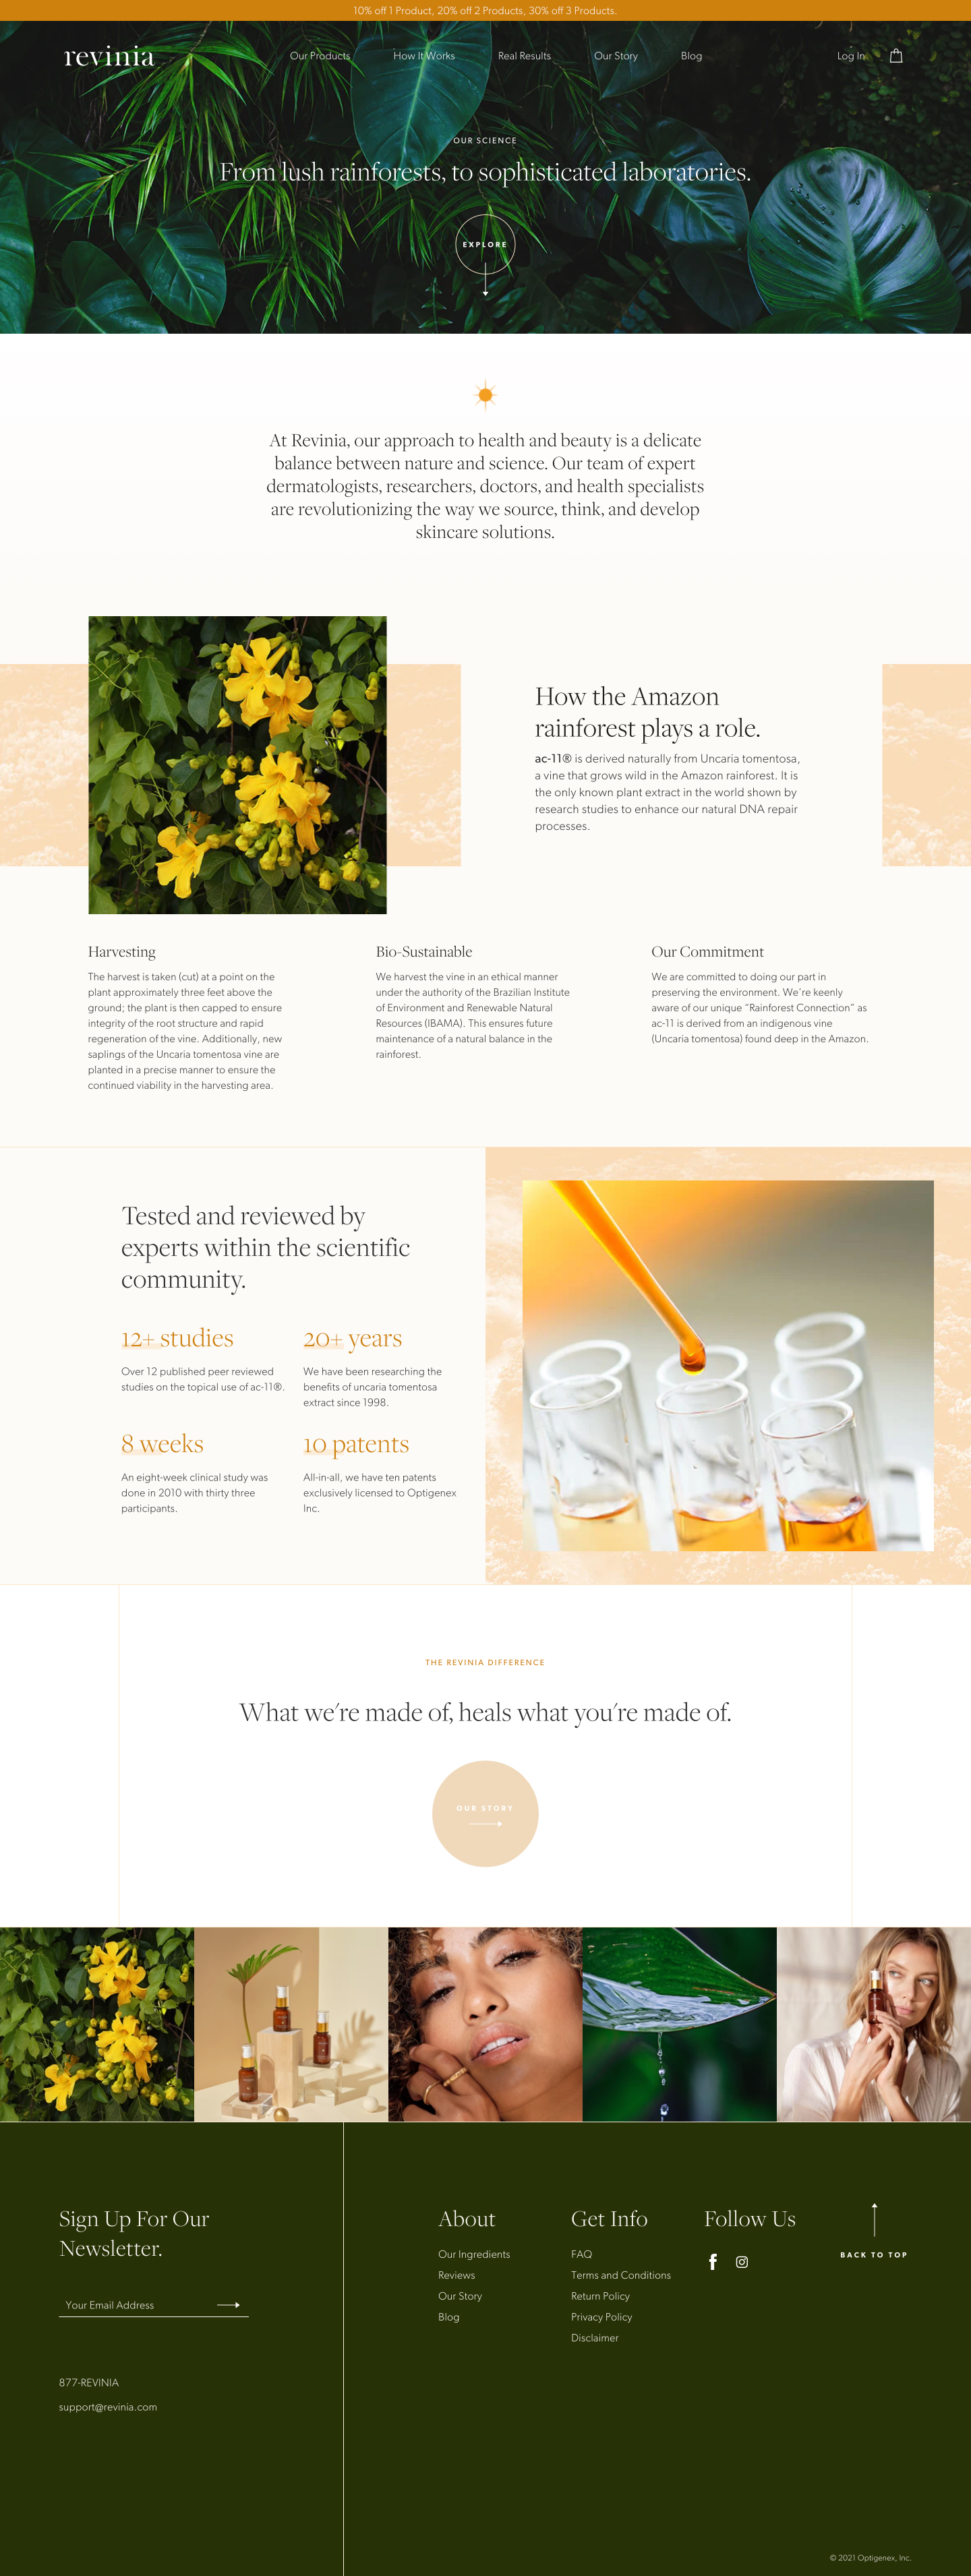 10% off 1 Product, 20% off 2 Products, 30% off 3 Products.
revinia
Our Products
How It Works
Real Results
Our Story
Blog
Log In
OUR SCIENCE
From lush rainforests, to sophisticated laboratories.
EXPLORE
At Revinia, our approach to health and beauty is a delicate
balance between nature and science. Our team of expert
dermatologists, researchers, doctors, and health specialists
are revolutionizing the way we source, think, and develop
skincare solutions.
How the Amazon
rainforest plays a role.
ac-11® is derived naturally from Uncaria tomentosa,
a vine that grows wild in the Amazon rainforest. It is
the only known plant extract in the world shown by
research studies to enhance our natural DNA repair
processes.
Harvesting
The harvest is taken (cut) at a point on the
plant approximately three feet above the
ground; the plant is then capped to ensure
integrity of the root structure and rapid
regeneration of the vine. Additionally, new
saplings of the Uncaria tomentosa vine are
planted in a precise manner to ensure the
continued viability in the harvesting area.
Bio-Sustainable
We harvest the vine in an ethical manner
under the authority of the Brazilian Institute
of Environment and Renewable Natural
Resources (IBAMA). This ensures future
maintenance of a natural balance in the
rainforest.
Our Commitment
We are committed to doing our part in
preserving the environment. We're keenly
aware of our unique "Rainforest Connection" as
ac-11 is derived from an indigenous vine
(Uncaria tomentosa) found deep in the Amazon.
Tested and reviewed by
experts within the scientific
community.
12+ studies
Over 12 published peer reviewed
studies on the topical use of ac-11®.
20+ years
We have been researching the
benefits of uncaria tomentosa
extract since 1998.
8 weeks
An eight-week clinical study was
done in 2010 with thirty three
participants.
10 patents
All-in-all, we have ten patents
exclusively licensed to Optigenex
Inc.
THE REVINIA DIFFERENCE
What we're made of, heals what you're made of.
OUR STORY
Sign Up For Our
Newsletter.
Your Email Address
877-REVINIA
support@revinia.com
About
Our Ingredients
Reviews
Our Story
Blog
Get Info
FAQ
Terms and Conditions
Return Policy
Privacy Policy
Disclaimer
Follow Us
BACK TO TOP
© 2021 Optigenex, Inc.